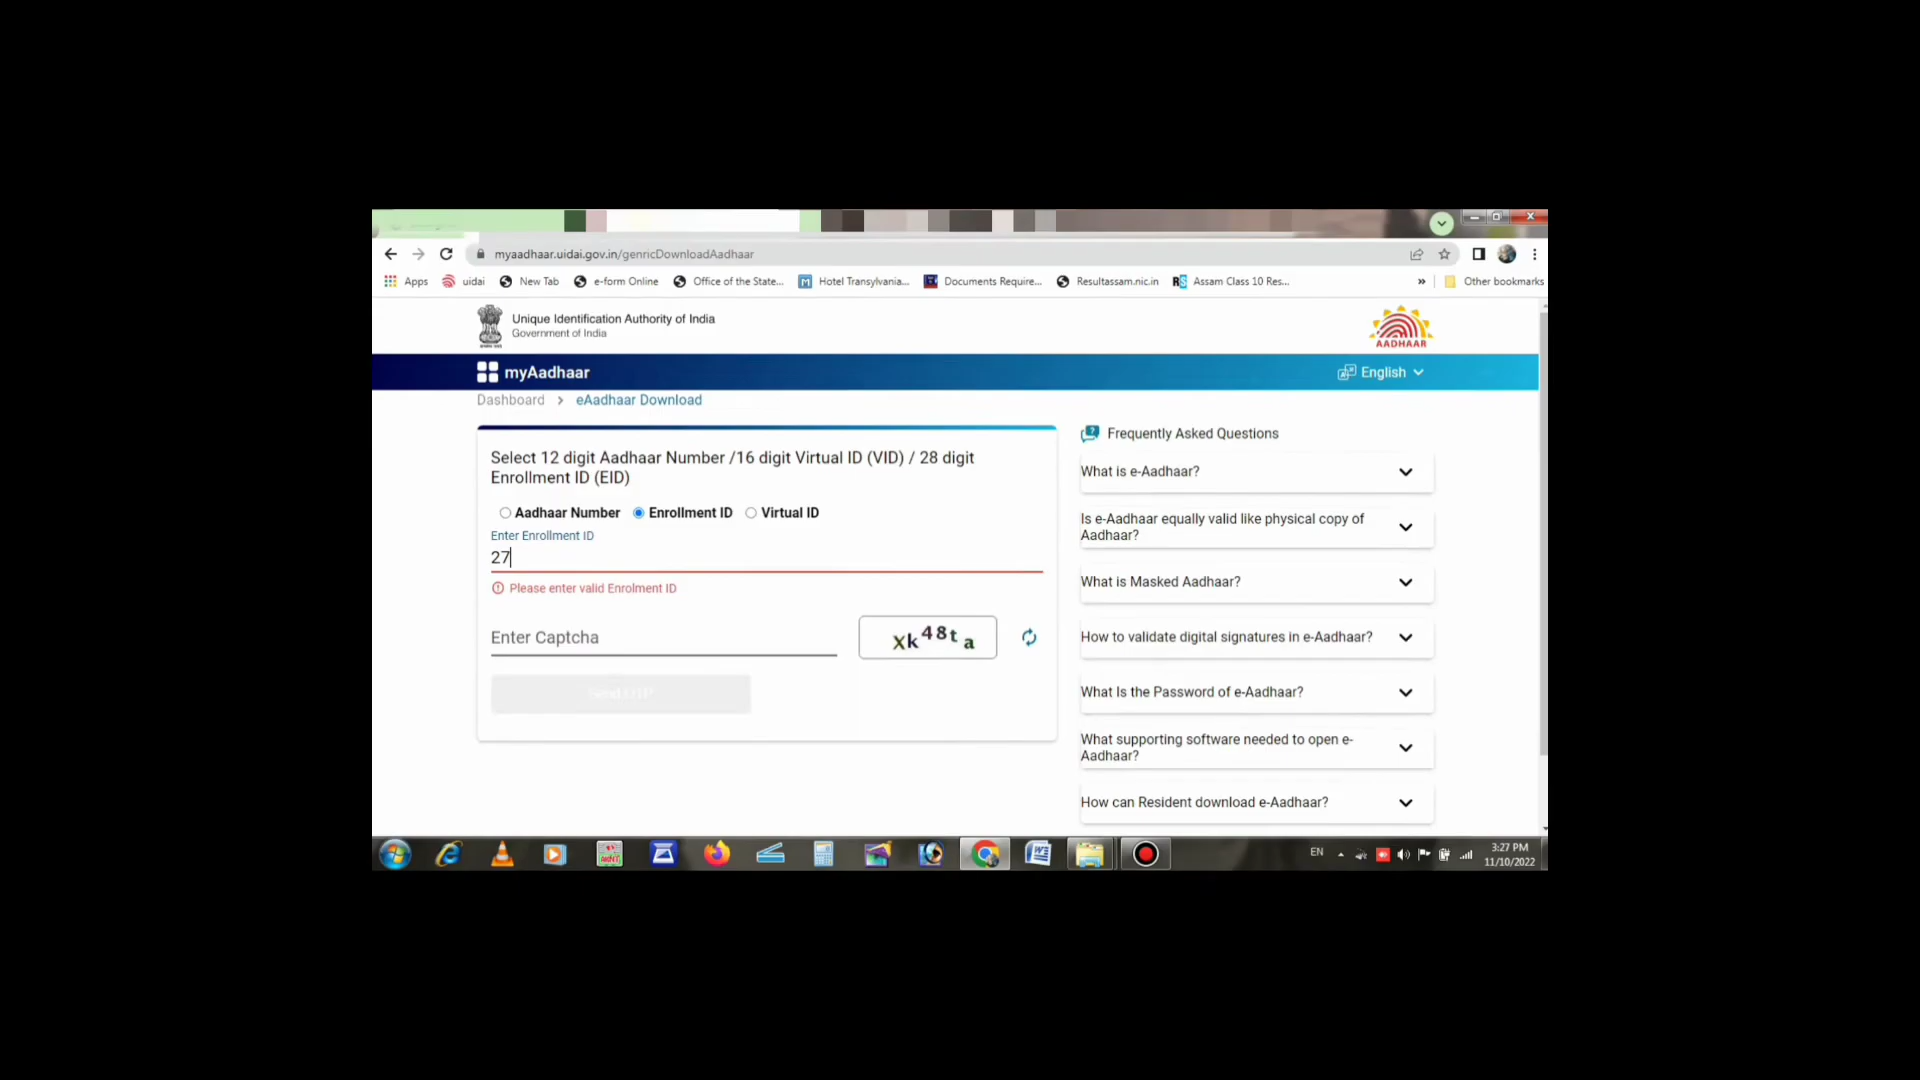 myaadhaar.uidai.gov.in/genricDownloadAadhaar
Apps uidai New Tab e-form Online Office of the State... Hotel Transylvania... Documents Require... Resultassam.nic.in Assam Class 10 Res... » Other bookmarks
Unique Identification Authority of India
Government of India
AADHAAR
myAadhaar
English
Dashboard > eAadhaar Download
Select 12 digit Aadhaar Number /16 digit Virtual ID (VID) / 28 digit
Enrollment ID (EID)
Aadhaar Number Enrollment ID Virtual ID
Enter Enrollment ID
27
Please enter valid Enrolment ID
Enter Captcha
Xk48ta
Send OTP
Frequently Asked Questions
What is e-Aadhaar?
Is e-Aadhaar equally valid like physical copy of
Aadhaar?
What is Masked Aadhaar?
How to validate digital signatures in e-Aadhaar?
What Is the Password of e-Aadhaar?
What supporting software needed to open e-
Aadhaar?
How can Resident download e-Aadhaar?
EN
3:27 PM
11/10/2022